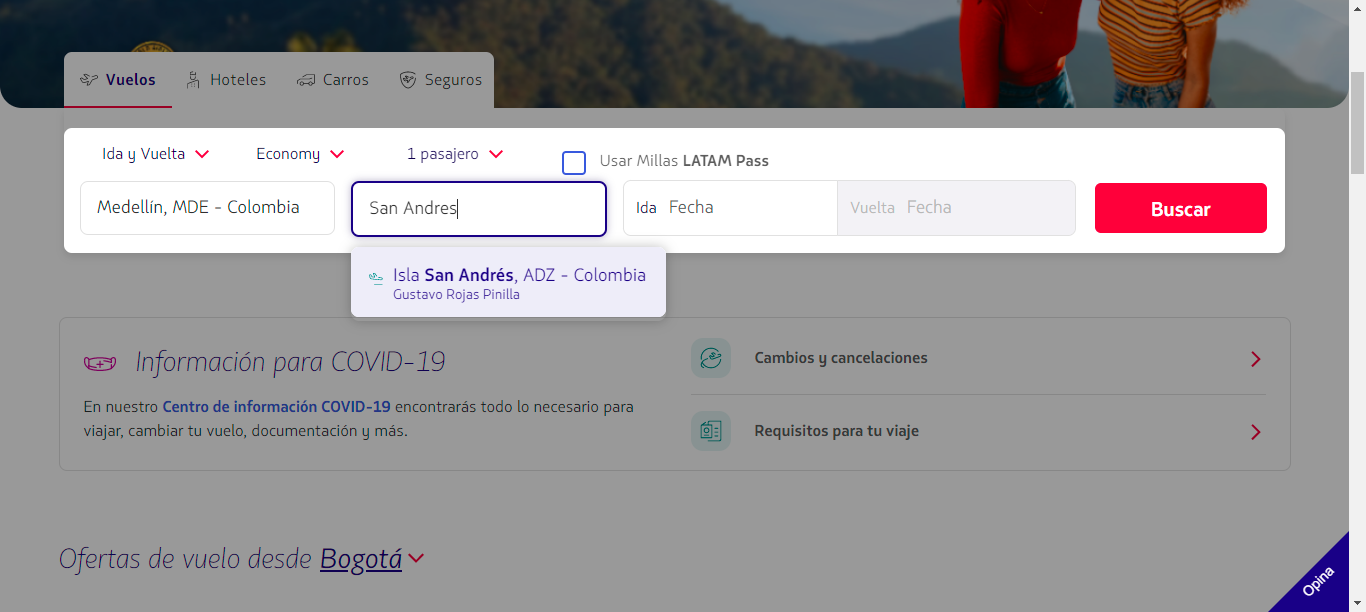 Vuelos Hoteles Carros Seguros
Ida y Vuelta Economy 1 pasajero Usar Millas LATAM Pass
Medellín, MDE - Colombia San Andres Ida Fecha Vuelta Fecha Buscar
Isla San Andrés, ADZ - Colombia
Gustavo Rojas Pinilla
Información para COVID-19
En nuestro Centro de información COVID-19 encontrarás todo lo necesario para
viajar, cambiar tu vuelo, documentación y más.
Cambios y cancelaciones
Requisitos para tu viaje
Ofertas de vuelo desde Bogotá
Opina